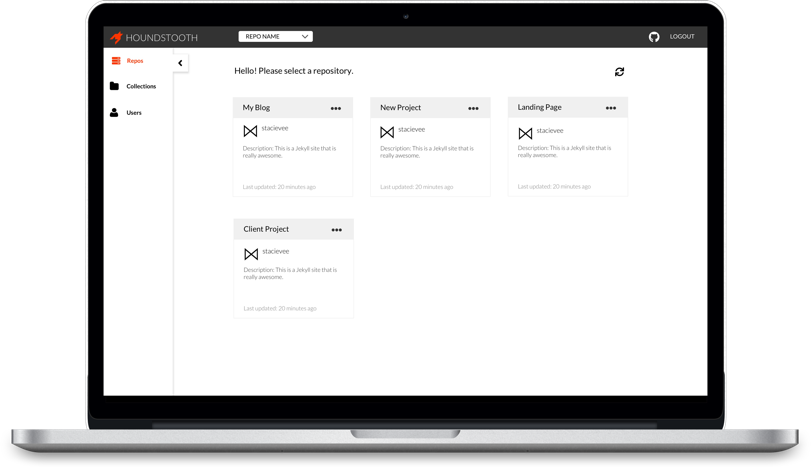 HOUNDSTOOTH
REPO NAME
LOGOUT
Repos
Collections
Users
Hello! Please select a repository.
My Blog
stacievee
Description: This is a Jekyll site that is
really awesome.
Last updated: 20 minutes ago
New Project
stacievee
Description: This is a Jekyll site that is
really awesome.
Last updated: 20 minutes ago
Landing Page
stacievee
Description: This is a Jekyll site that is
really awesome.
Last updated: 20 minutes ago
Client Project
stacievee
Description: This is a Jekyll site that is
really awesome.
Last updated: 20 minutes ago